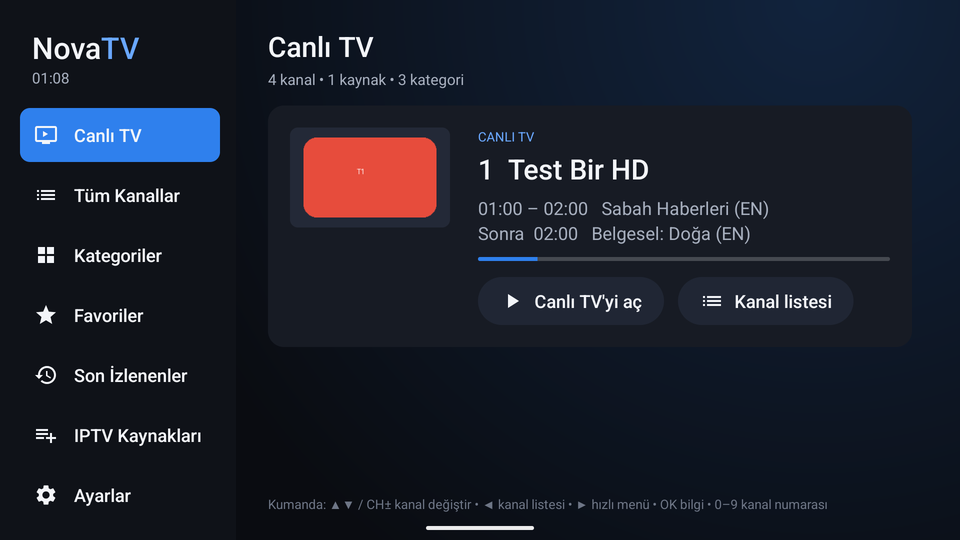 NovaTV
01:08
Canlı TV
Tüm Kanallar
Kategoriler
Favoriler
Son İzlenenler
IPTV Kaynakları
Ayarlar
Canlı TV
4 kanal • 1 kaynak • 3 kategori
T1
CANLI TV
1 Test Bir HD
01:00 – 02:00 Sabah Haberleri (EN)
Sonra 02:00 Belgesel: Doğa (EN)
Canlı TV'yi aç
Kanal listesi
Kumanda: ▲ ▼ / CH± kanal değiştir • ◄ kanal listesi • ► hızlı menü • OK bilgi • 0–9 kanal numarası